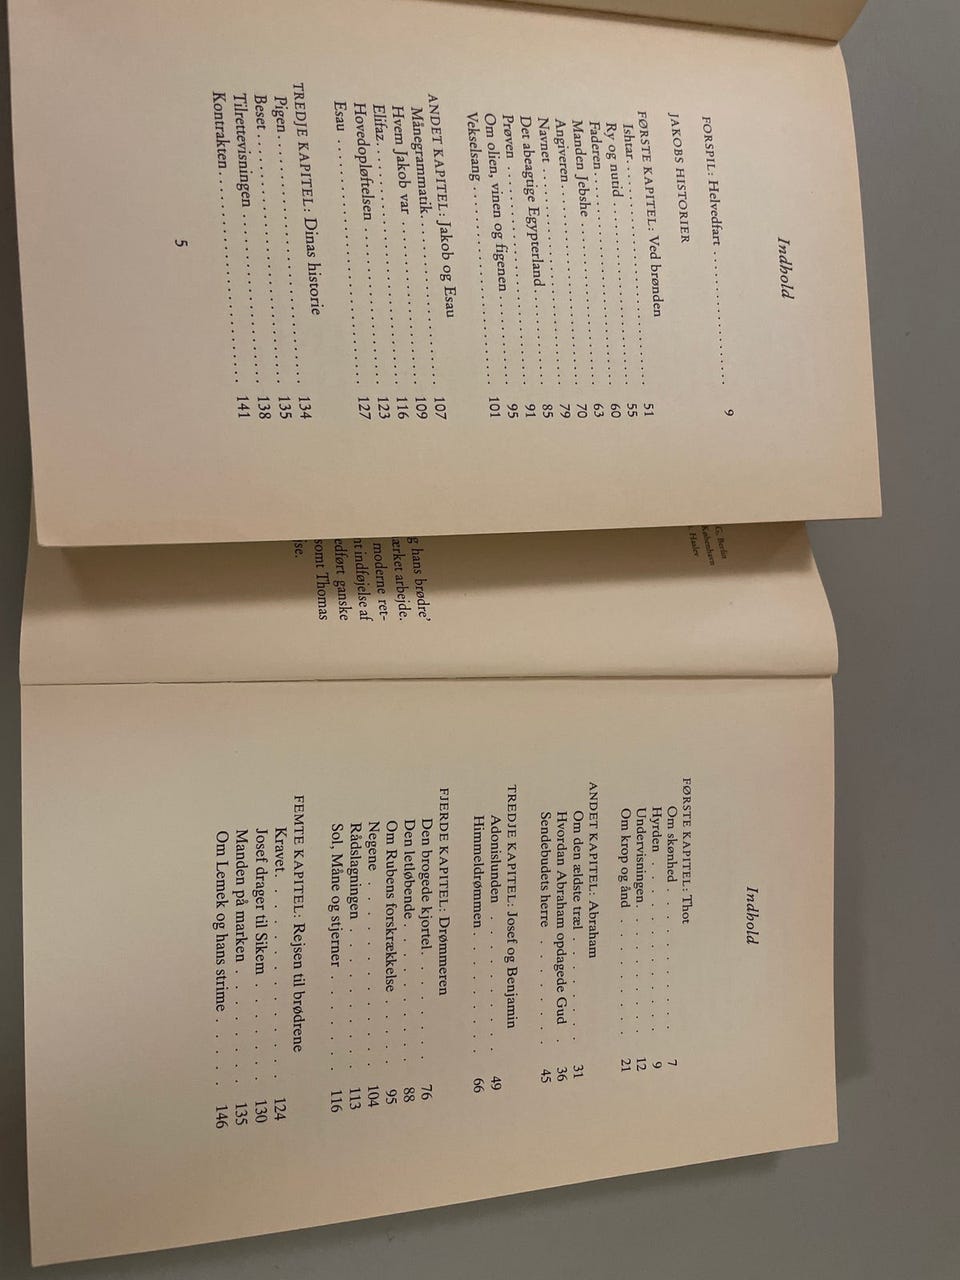 Indhold
FORSPIL: Helvedfart . . . . . . . . . . . . . . . . . 9
JAKOBS HISTORIER
FØRSTE KAPITEL: Ved brønden
Ishtar . . . . . . . . . . . . . . . . . . . . . . . 51
Ry og nutid . . . . . . . . . . . . . . . . . . . . 55
Faderen . . . . . . . . . . . . . . . . . . . . . . 60
Manden Jebshe . . . . . . . . . . . . . . . . . . 63
Angiveren . . . . . . . . . . . . . . . . . . . . . 70
Navnet . . . . . . . . . . . . . . . . . . . . . . . 79
Det abeagtige Egypterland . . . . . . . . . . . 85
Prøven . . . . . . . . . . . . . . . . . . . . . . . 91
Om olien, vinen og figenen . . . . . . . . . . . 95
Vekselsang . . . . . . . . . . . . . . . . . . . . . 101
ANDET KAPITEL: Jakob og Esau
Månegrammatik . . . . . . . . . . . . . . . . . . 107
Hvem Jakob var . . . . . . . . . . . . . . . . . 109
Elifaz . . . . . . . . . . . . . . . . . . . . . . . . 116
Hovedopløftelsen . . . . . . . . . . . . . . . . 123
Esau . . . . . . . . . . . . . . . . . . . . . . . . 127
TREDJE KAPITEL: Dinas historie
Pigen . . . . . . . . . . . . . . . . . . . . . . . . 134
Beset . . . . . . . . . . . . . . . . . . . . . . . . 135
Tilrettevisningen . . . . . . . . . . . . . . . . 138
Kontrakten . . . . . . . . . . . . . . . . . . . . 141
5
G. Berlin
København
Haslev
g hans brødre'
ærket arbejde.
moderne ret-
nt indføjelse af
edført ganske
somt Thomas
lse.
Indhold
FØRSTE KAPITEL: Thot
Om skønhed . . . . . . . . 7
Hyrden . . . . . . . . . . 9
Undervisningen . . . . . . . 12
Om krop og ånd . . . . . . . 21
ANDET KAPITEL: Abraham
Om den ældste træl . . . . . . 31
Hvordan Abraham opdagede Gud . 36
Sendebudets herre . . . . . . 45
TREDJE KAPITEL: Josef og Benjamin
Adonislunden . . . . . . . . 49
Himmeldrømmen . . . . . . . 66
FJERDE KAPITEL: Drømmeren
Den brogede kjortel . . . . . . 76
Den letløbende . . . . . . . . 88
Om Rubens forskrækkelse . . . . 95
Negene . . . . . . . . . . 104
Rådslagningen . . . . . . . . 113
Sol, Måne og stjerner . . . . . 116
FEMTE KAPITEL: Rejsen til brødrene
Kravet . . . . . . . . . . . 124
Josef drager til Sikem . . . . . 130
Manden på marken . . . . . . 135
Om Lemek og hans strime . . . . 146